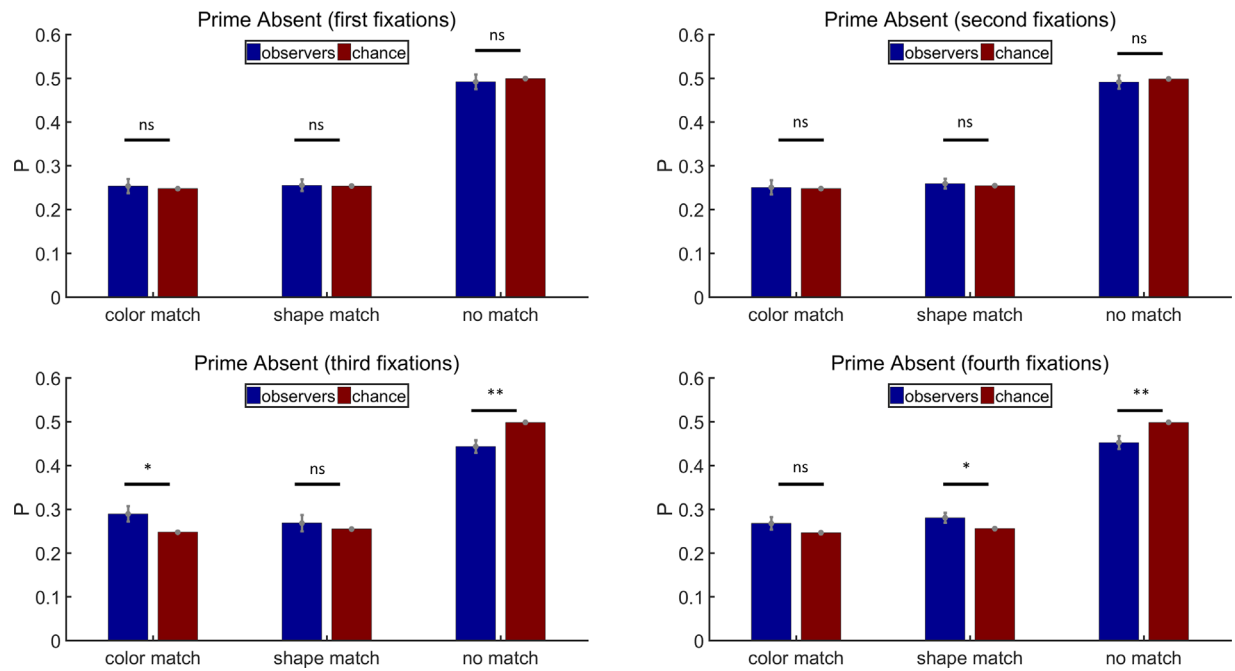 Prime Absent (first fixations)
observers chance
P
0.6
0.5
0.4
0.3
0.2
0.1
0
ns
ns
ns
color match shape match no match
Prime Absent (second fixations)
observers chance
P
0.6
0.5
0.4
0.3
0.2
0.1
0
ns
ns
ns
color match shape match no match
Prime Absent (third fixations)
observers chance
P
0.6
0.5
0.4
0.3
0.2
0.1
0
*
ns
**
color match shape match no match
Prime Absent (fourth fixations)
observers chance
P
0.6
0.5
0.4
0.3
0.2
0.1
0
ns
*
**
color match shape match no match